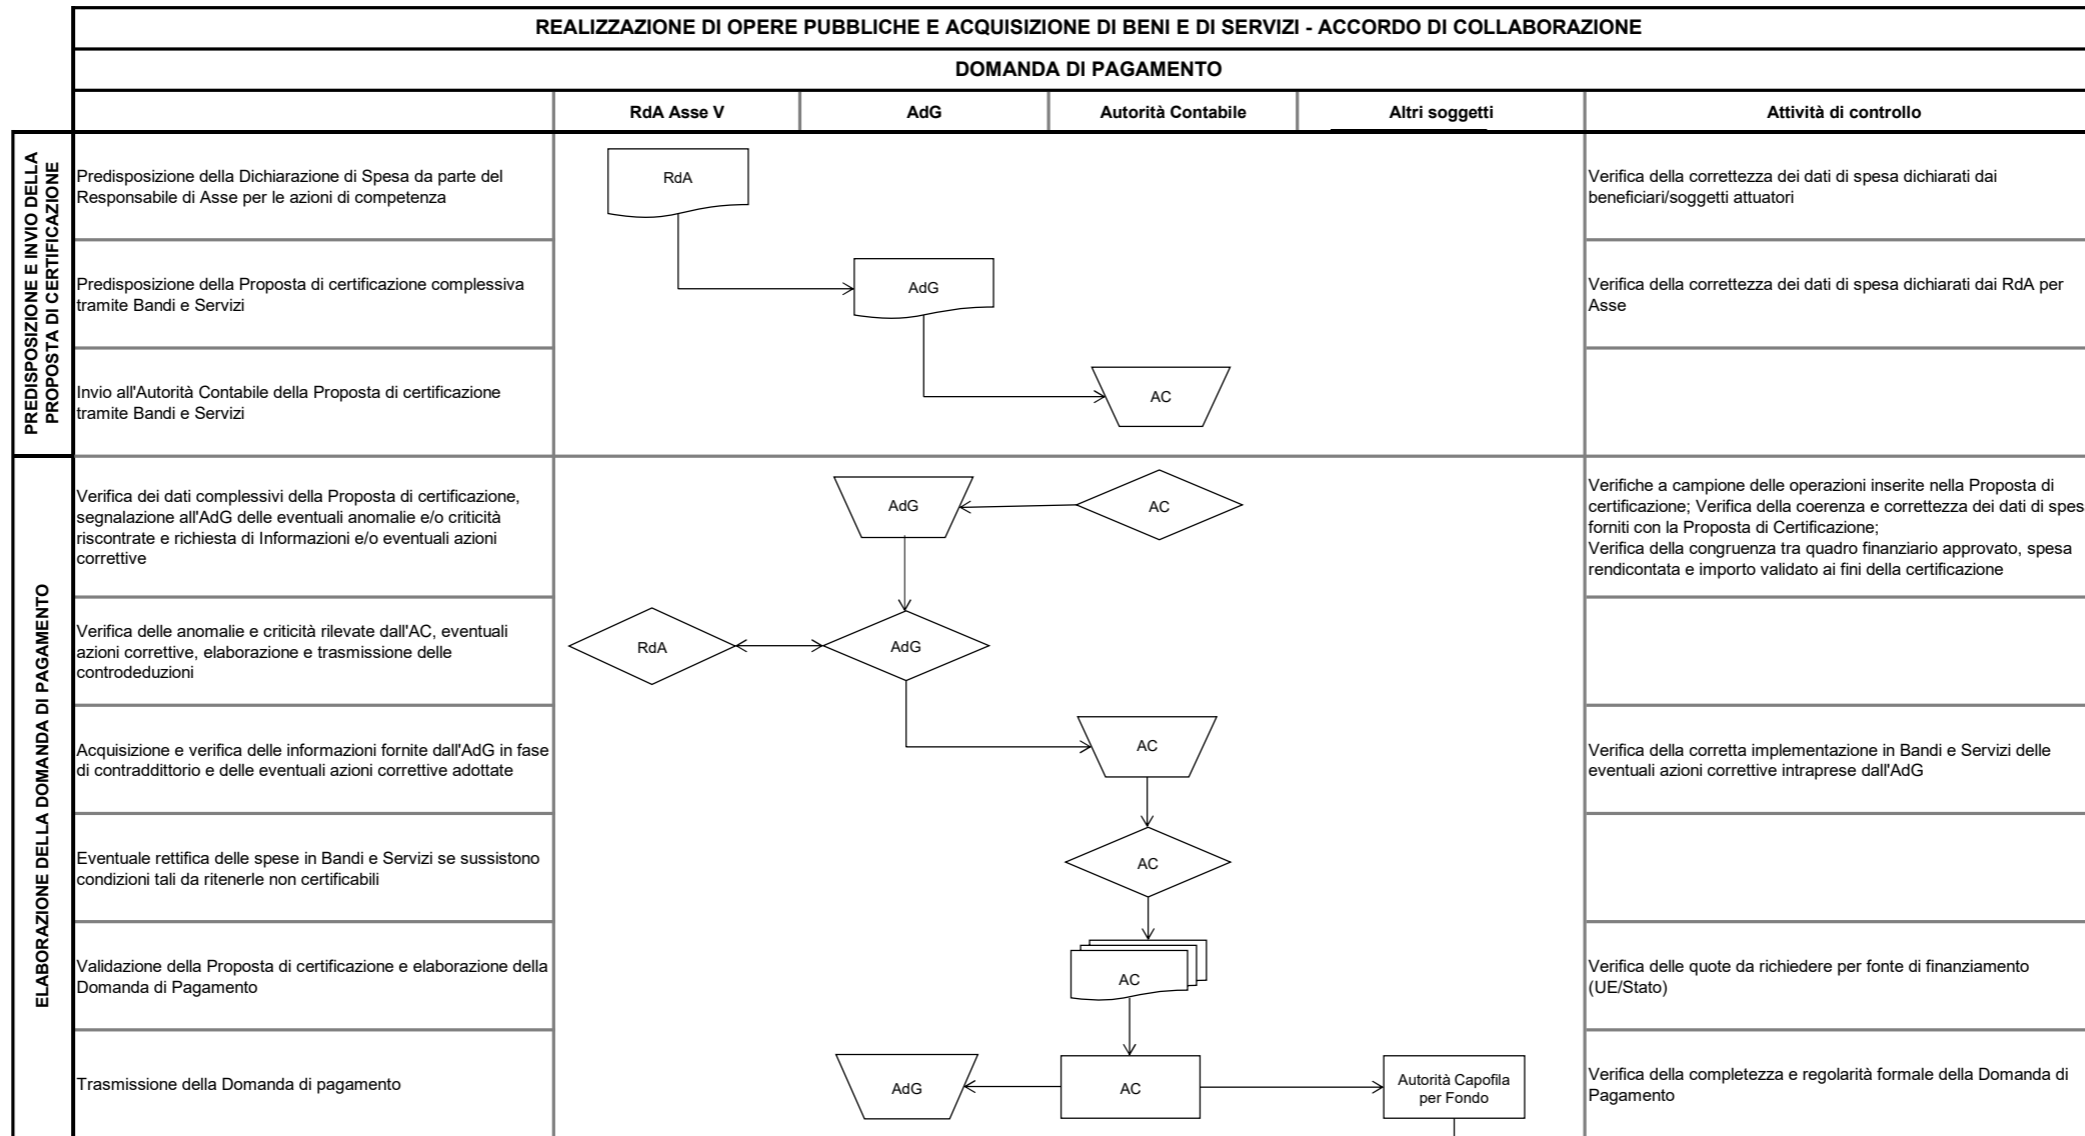 REALIZZAZIONE DI OPERE PUBBLICHE E ACQUISIZIONE DI BENI E DI SERVIZI - ACCORDO DI COLLABORAZIONE
DOMANDA DI PAGAMENTO
RdA Asse V
AdG
Autorità Contabile
Altri soggetti
Attività di controllo
PREDISPOSIZIONE E INVIO DELLA
PROPOSTA DI CERTIFICAZIONE
Predisposizione della Dichiarazione di Spesa da parte del
Responsabile di Asse per le azioni di competenza
RdA
Verifica della correttezza dei dati di spesa dichiarati dai
beneficiari/soggetti attuatori
Predisposizione della Proposta di certificazione complessiva
tramite Bandi e Servizi
AdG
Verifica della correttezza dei dati di spesa dichiarati dai RdA per
Asse
Invio all'Autorità Contabile della Proposta di certificazione
tramite Bandi e Servizi
AC
ELABORAZIONE DELLA DOMANDA DI PAGAMENTO
Verifica dei dati complessivi della Proposta di certificazione,
segnalazione all'AdG delle eventuali anomalie e/o criticità
riscontrate e richiesta di Informazioni e/o eventuali azioni
correttive
AdG
AC
Verifiche a campione delle operazioni inserite nella Proposta di
certificazione; Verifica della coerenza e correttezza dei dati di spes
forniti con la Proposta di Certificazione;
Verifica della congruenza tra quadro finanziario approvato, spesa
rendicontata e importo validato ai fini della certificazione
Verifica delle anomalie e criticità rilevate dall'AC, eventuali
azioni correttive, elaborazione e trasmissione delle
controdeduzioni
RdA
AdG
Acquisizione e verifica delle informazioni fornite dall'AdG in fase
di contraddittorio e delle eventuali azioni correttive adottate
AC
Verifica della corretta implementazione in Bandi e Servizi delle
eventuali azioni correttive intraprese dall'AdG
Eventuale rettifica delle spese in Bandi e Servizi se sussistono
condizioni tali da ritenerle non certificabili
AC
Validazione della Proposta di certificazione e elaborazione della
Domanda di Pagamento
AC
Verifica delle quote da richiedere per fonte di finanziamento
(UE/Stato)
Trasmissione della Domanda di pagamento
AdG
AC
Autorità Capofila
per Fondo
Verifica della completezza e regolarità formale della Domanda di
Pagamento